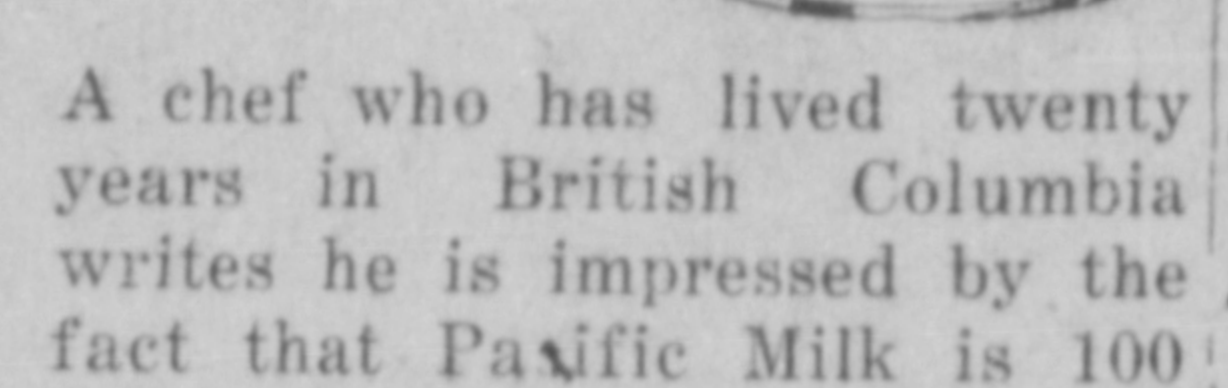 A chef who has lived twenty
years in British Columbia
writes he is impressed by the
fact that Pacific Milk is 100